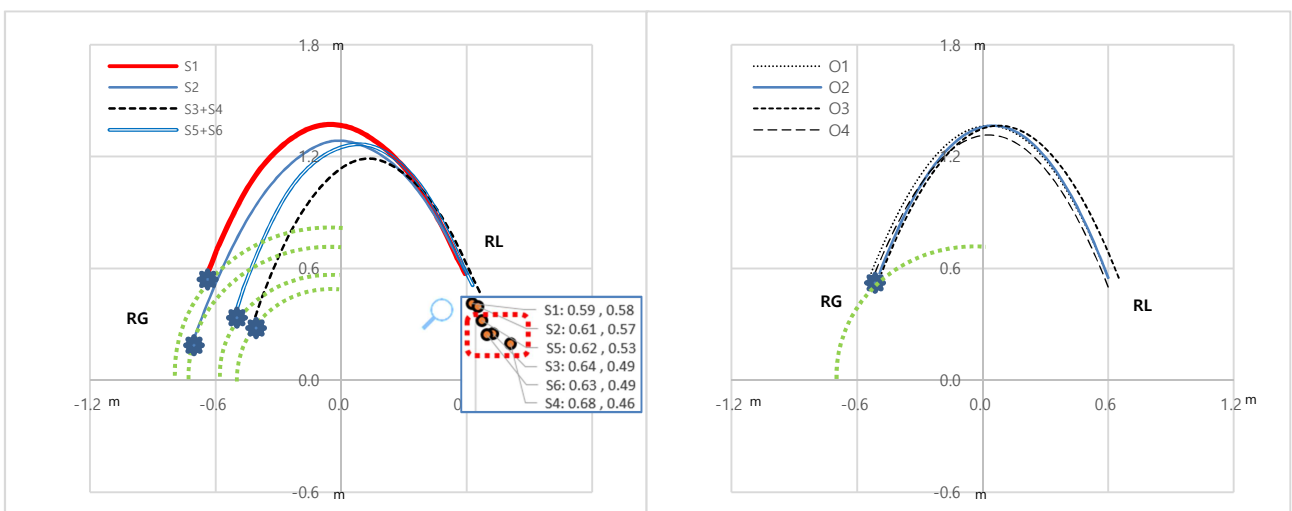 1.8 m
S1
S2
S3+S4
S5+S6
1.2
RL
0.6
RG
S1: 0.59 , 0.58
S2: 0.61 , 0.57
S5: 0.62 , 0.53
S3: 0.64 , 0.49
S6: 0.63 , 0.49
S4: 0.68 , 0.46
0.0
-1.2 m
-0.6
0.0
-0.6 m
1.8 m
O1
O2
O3
O4
1.2
0.6
RG
RL
0.0
-1.2 m
-0.6
0.0
0.6
1.2 m
-0.6 m